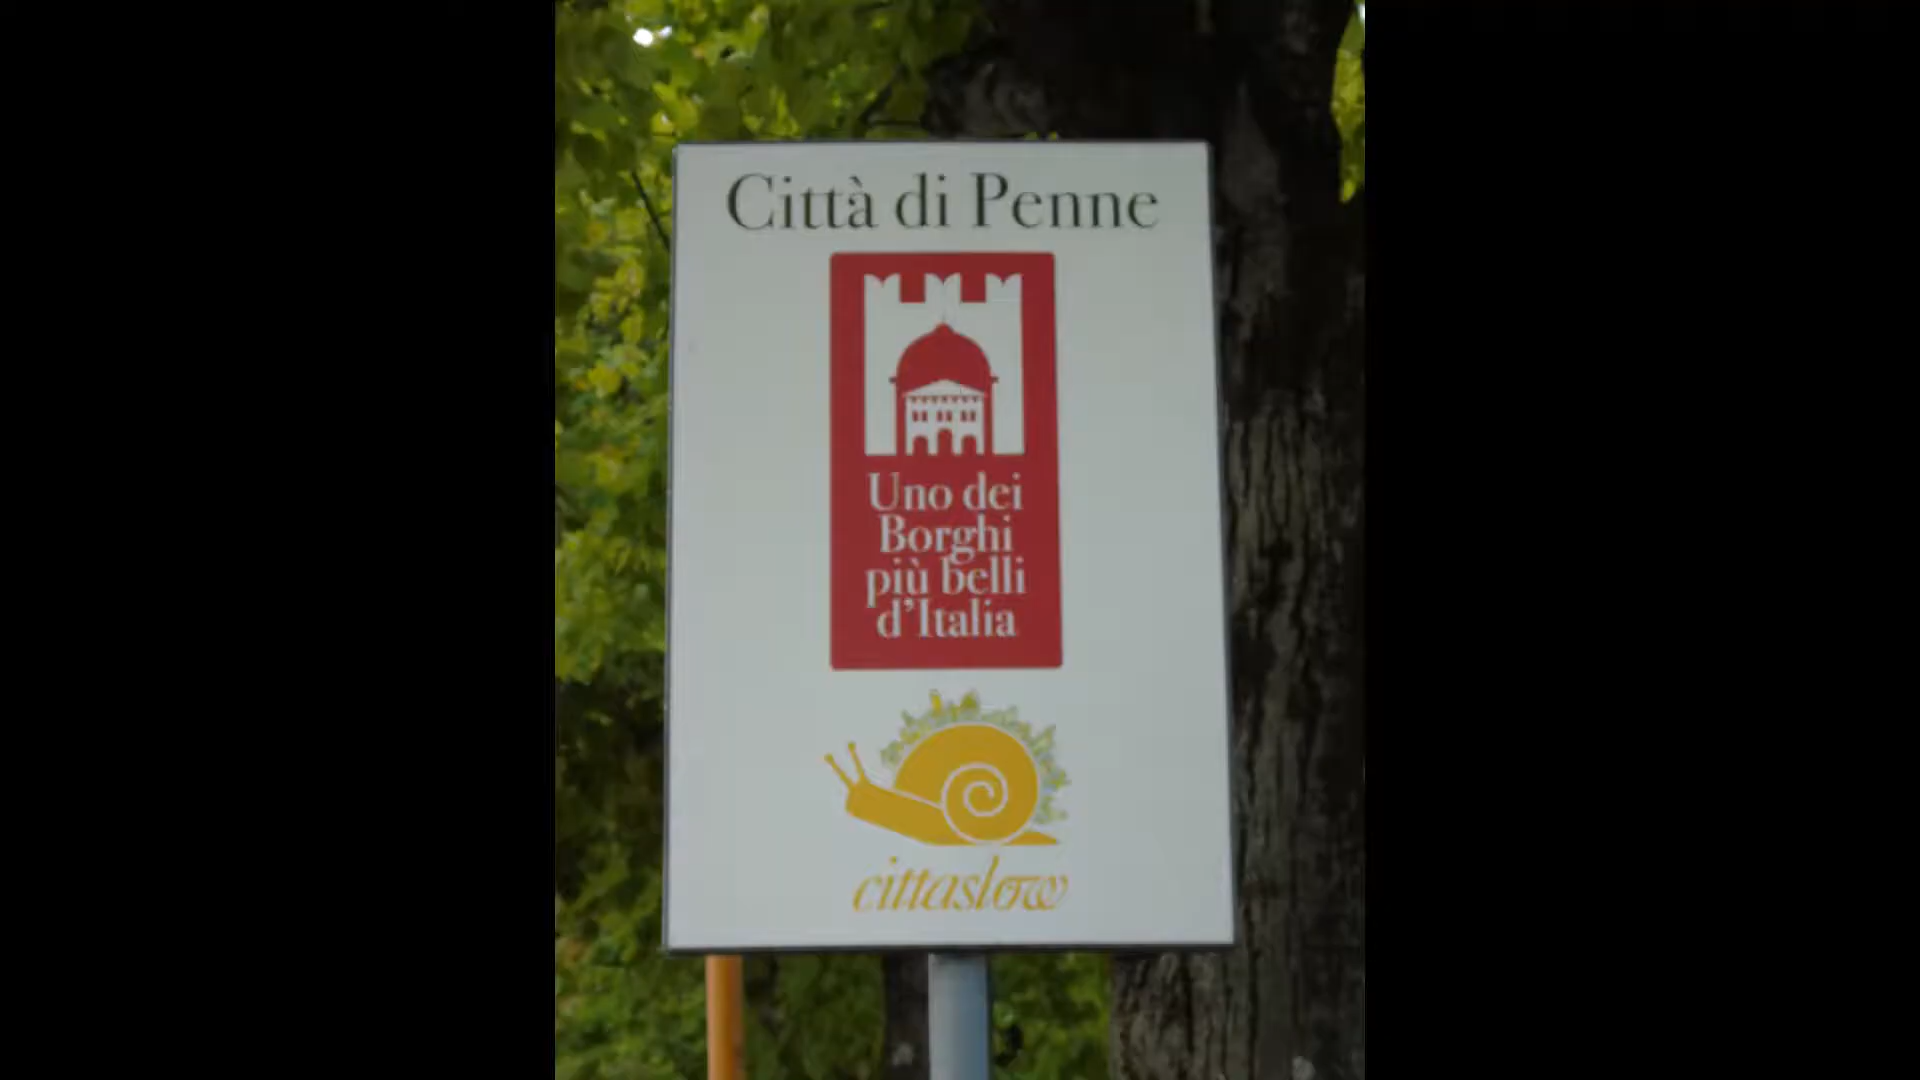 Città di Penne
Uno dei
Borghi
più belli
d'Italia
cittaslow